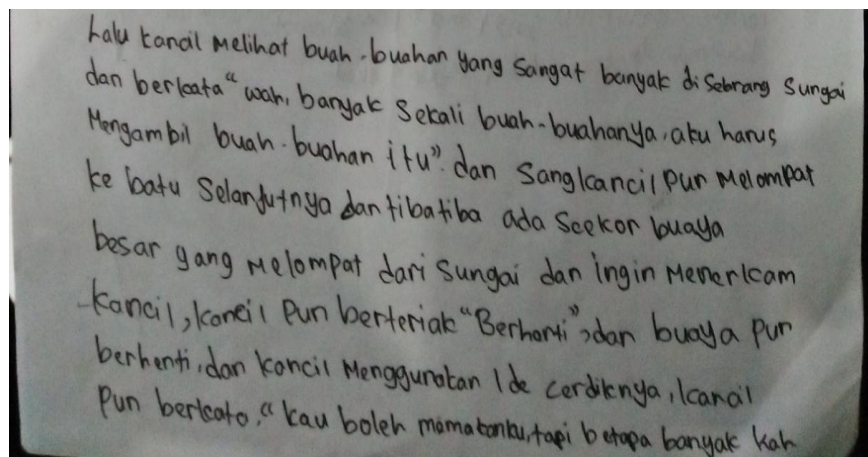 Lalu kancil Melihat buah-buahan yang sangat banyak di Sebrang Sungai
dan berkata "wah, banyak Sekali buah-buahanya, aku harus
Mengambil buah-buahan itu". dan Sang kancil Pun Melompat
ke batu Selanjutnya dan tibatiba ada Seekor buaya
besar yang Melompat dari Sungai dan ingin Menerkam
Kancil, kancil Pun berteriak "Berhenti", dan buaya Pun
berhenti, dan kancil Menggunakan Ide cerdiknya, kancil
Pun berkata, "Kau boleh memakanku, tapi betapa banyak kah